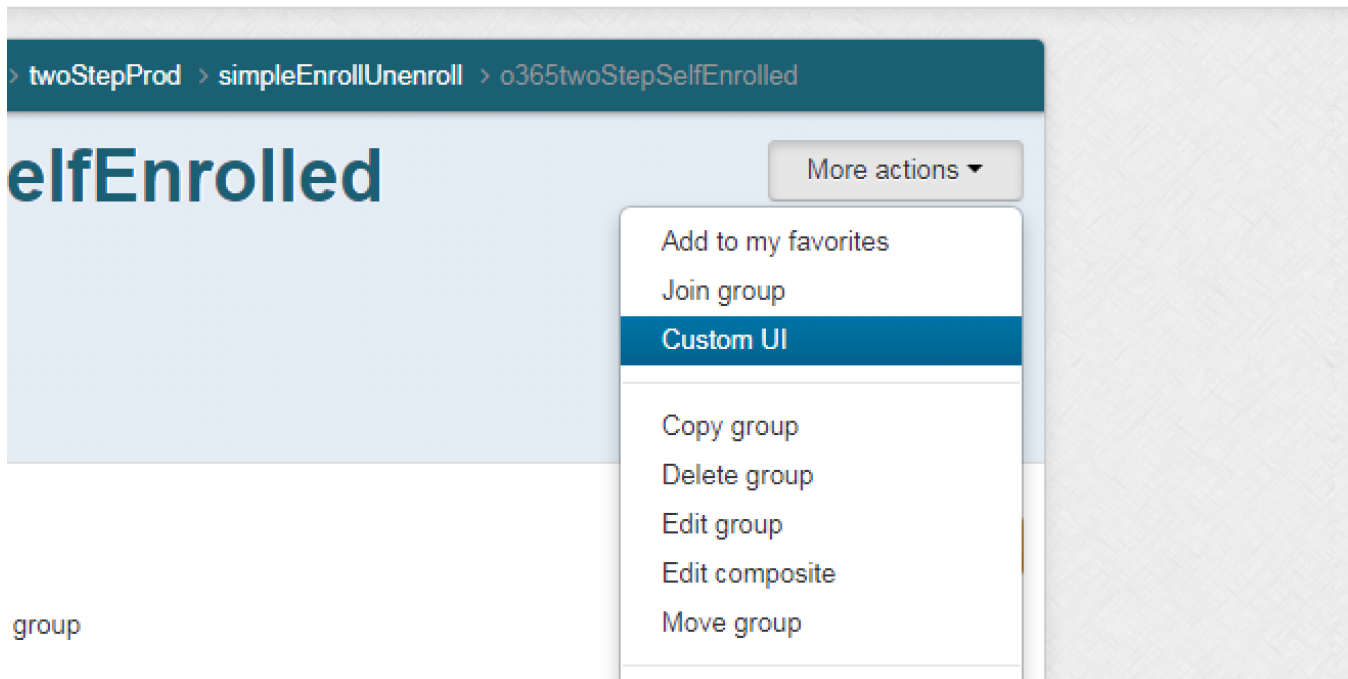 > twoStepProd > simpleEnrollUnenroll > o365twoStepSelfEnrolled
elfEnrolled
More actions
Add to my favorites
Join group
Custom UI
Copy group
Delete group
Edit group
Edit composite
Move group
group